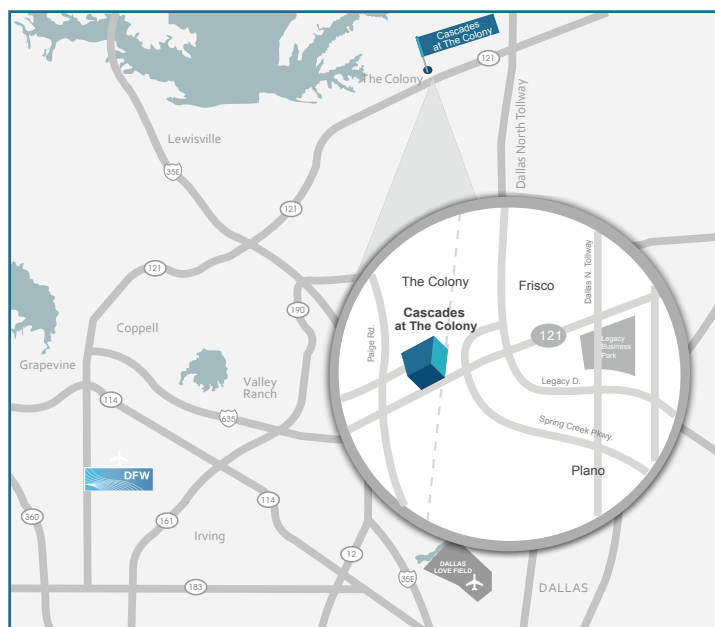 Cascades
at The Colony
121
The Colony
Dallas North Tollway
Lewisville
35E
121
121
190
Coppell
Grapevine
Valley
Ranch
114
635
DFW
360
161
114
Irving
12
183
35E
DALLAS
LOVE FIELD
DALLAS
The Colony
Frisco
Dallas N. Tollway
Cascades
at The Colony
Paige Rd.
121
Legacy
Business
Park
Legacy D.
Spring Creek Pkwy.
Plano